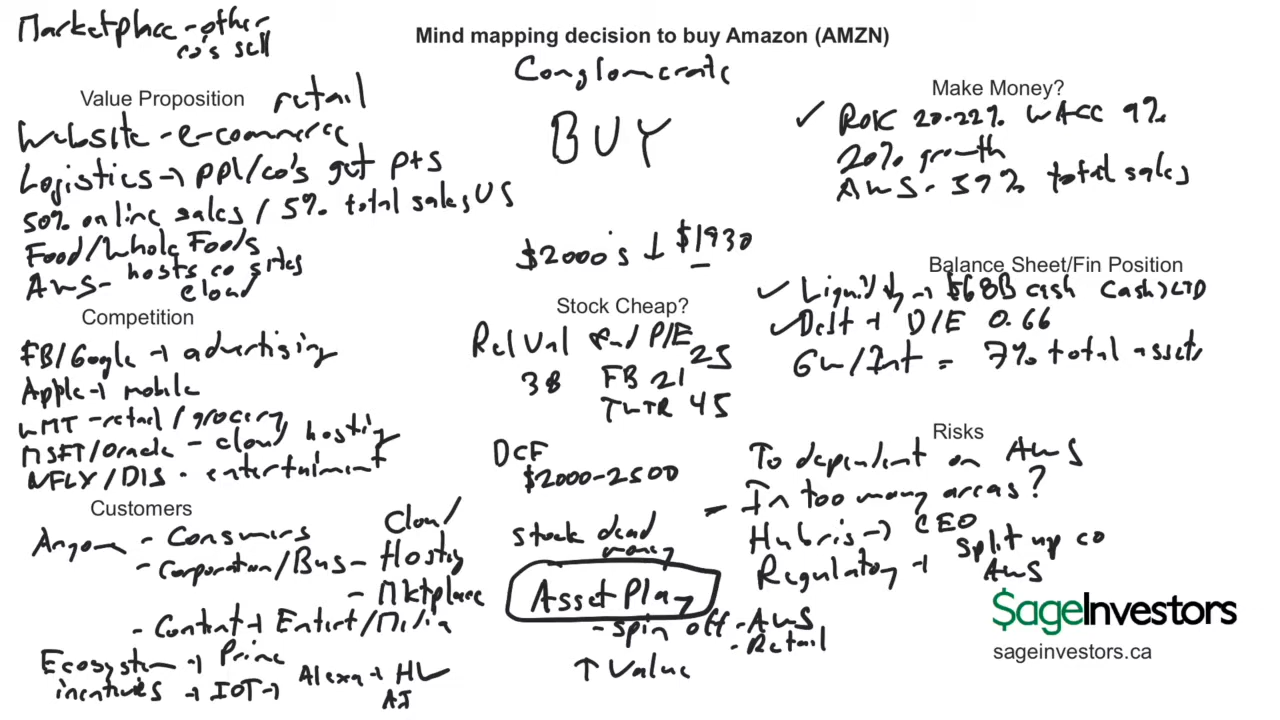 Marketplace - other
co's sell
Mind mapping decision to buy Amazon (AMZN)
Conglomerate
BUY
Value Proposition
retail
Website - e-commerce
Logistics → ppl/co's get pts
50% online sales / 5% total sales US
Food/Whole Foods
AWS - hosts co sites
cloud
Competition
FB/Google → advertising
Apple → mobile
WMT - retail / grocery
MSFT/Oracle - cloud hosting
NFLX/DIS - entertainment
Customers
- Consumers
- Corporation/Bus - Cloud/
Hosting
- Mktplace
- Content → Entert/Media
Ecosystem → Prime
incentives → IOT → Alexa → HW
AI
$2000's ↓ $1930
Stock Cheap?
Rel Val Fwd P/E
38 25
FB 21
TWTR 45
DCF
$2000-2500
Stock dead
money
Asset Play
- spin off - AWS
- Retail
↑ Value
Make Money?
✓ ROIC 20-22% WACC 9%
20% growth
AWS - 59% total sales
Balance Sheet/Fin Position
✓ Liquidity → $68B cash Cash>LTD
✓ Debt → D/E 0.66
GW/Int = 7% total assets
Risks
To dependent on AWS
- In too many areas?
Hubris → CEO
Regulatory → split up co
AWS
$ageInvestors
sageinvestors.ca